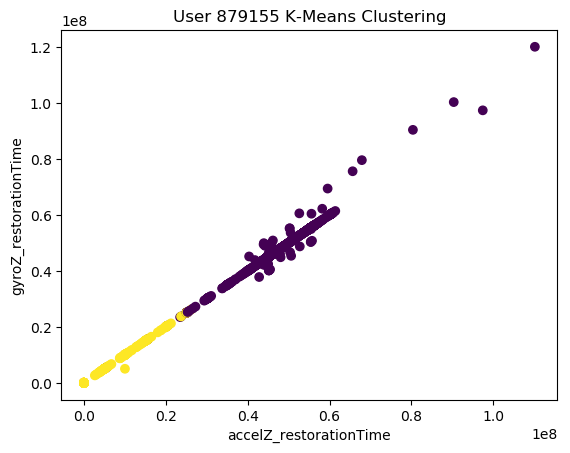 User 879155 K-Means Clustering
1e8
1.2
1.0
0.8
0.6
0.4
0.2
0.0
gyroZ_restorationTime
0.0 0.2 0.4 0.6 0.8 1.0
accelZ_restorationTime
1e8